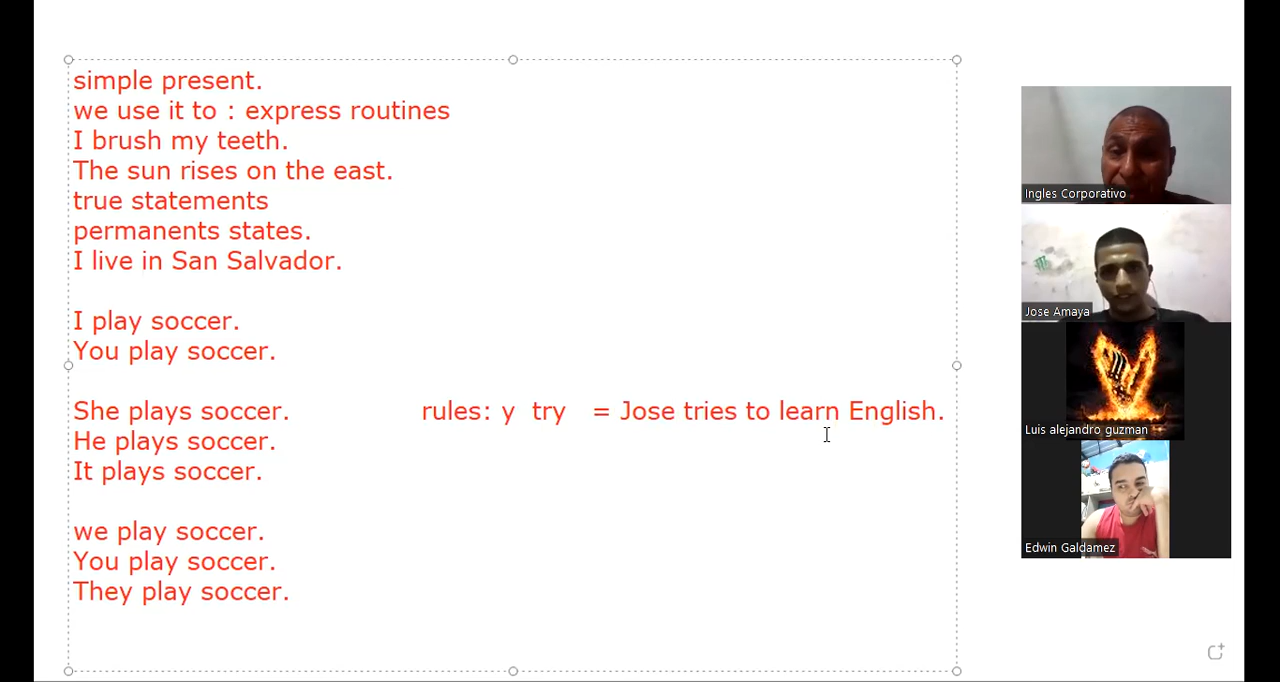 simple present.
we use it to : express routines
I brush my teeth.
The sun rises on the east.
true statements
permanents states.
I live in San Salvador.
I play soccer.
You play soccer.
She plays soccer. rules: y try = Jose tries to learn English.
He plays soccer.
It plays soccer.
we play soccer.
You play soccer.
They play soccer.
Ingles Corporativo
Jose Amaya
Luis alejandro guzman
Edwin Galdamez